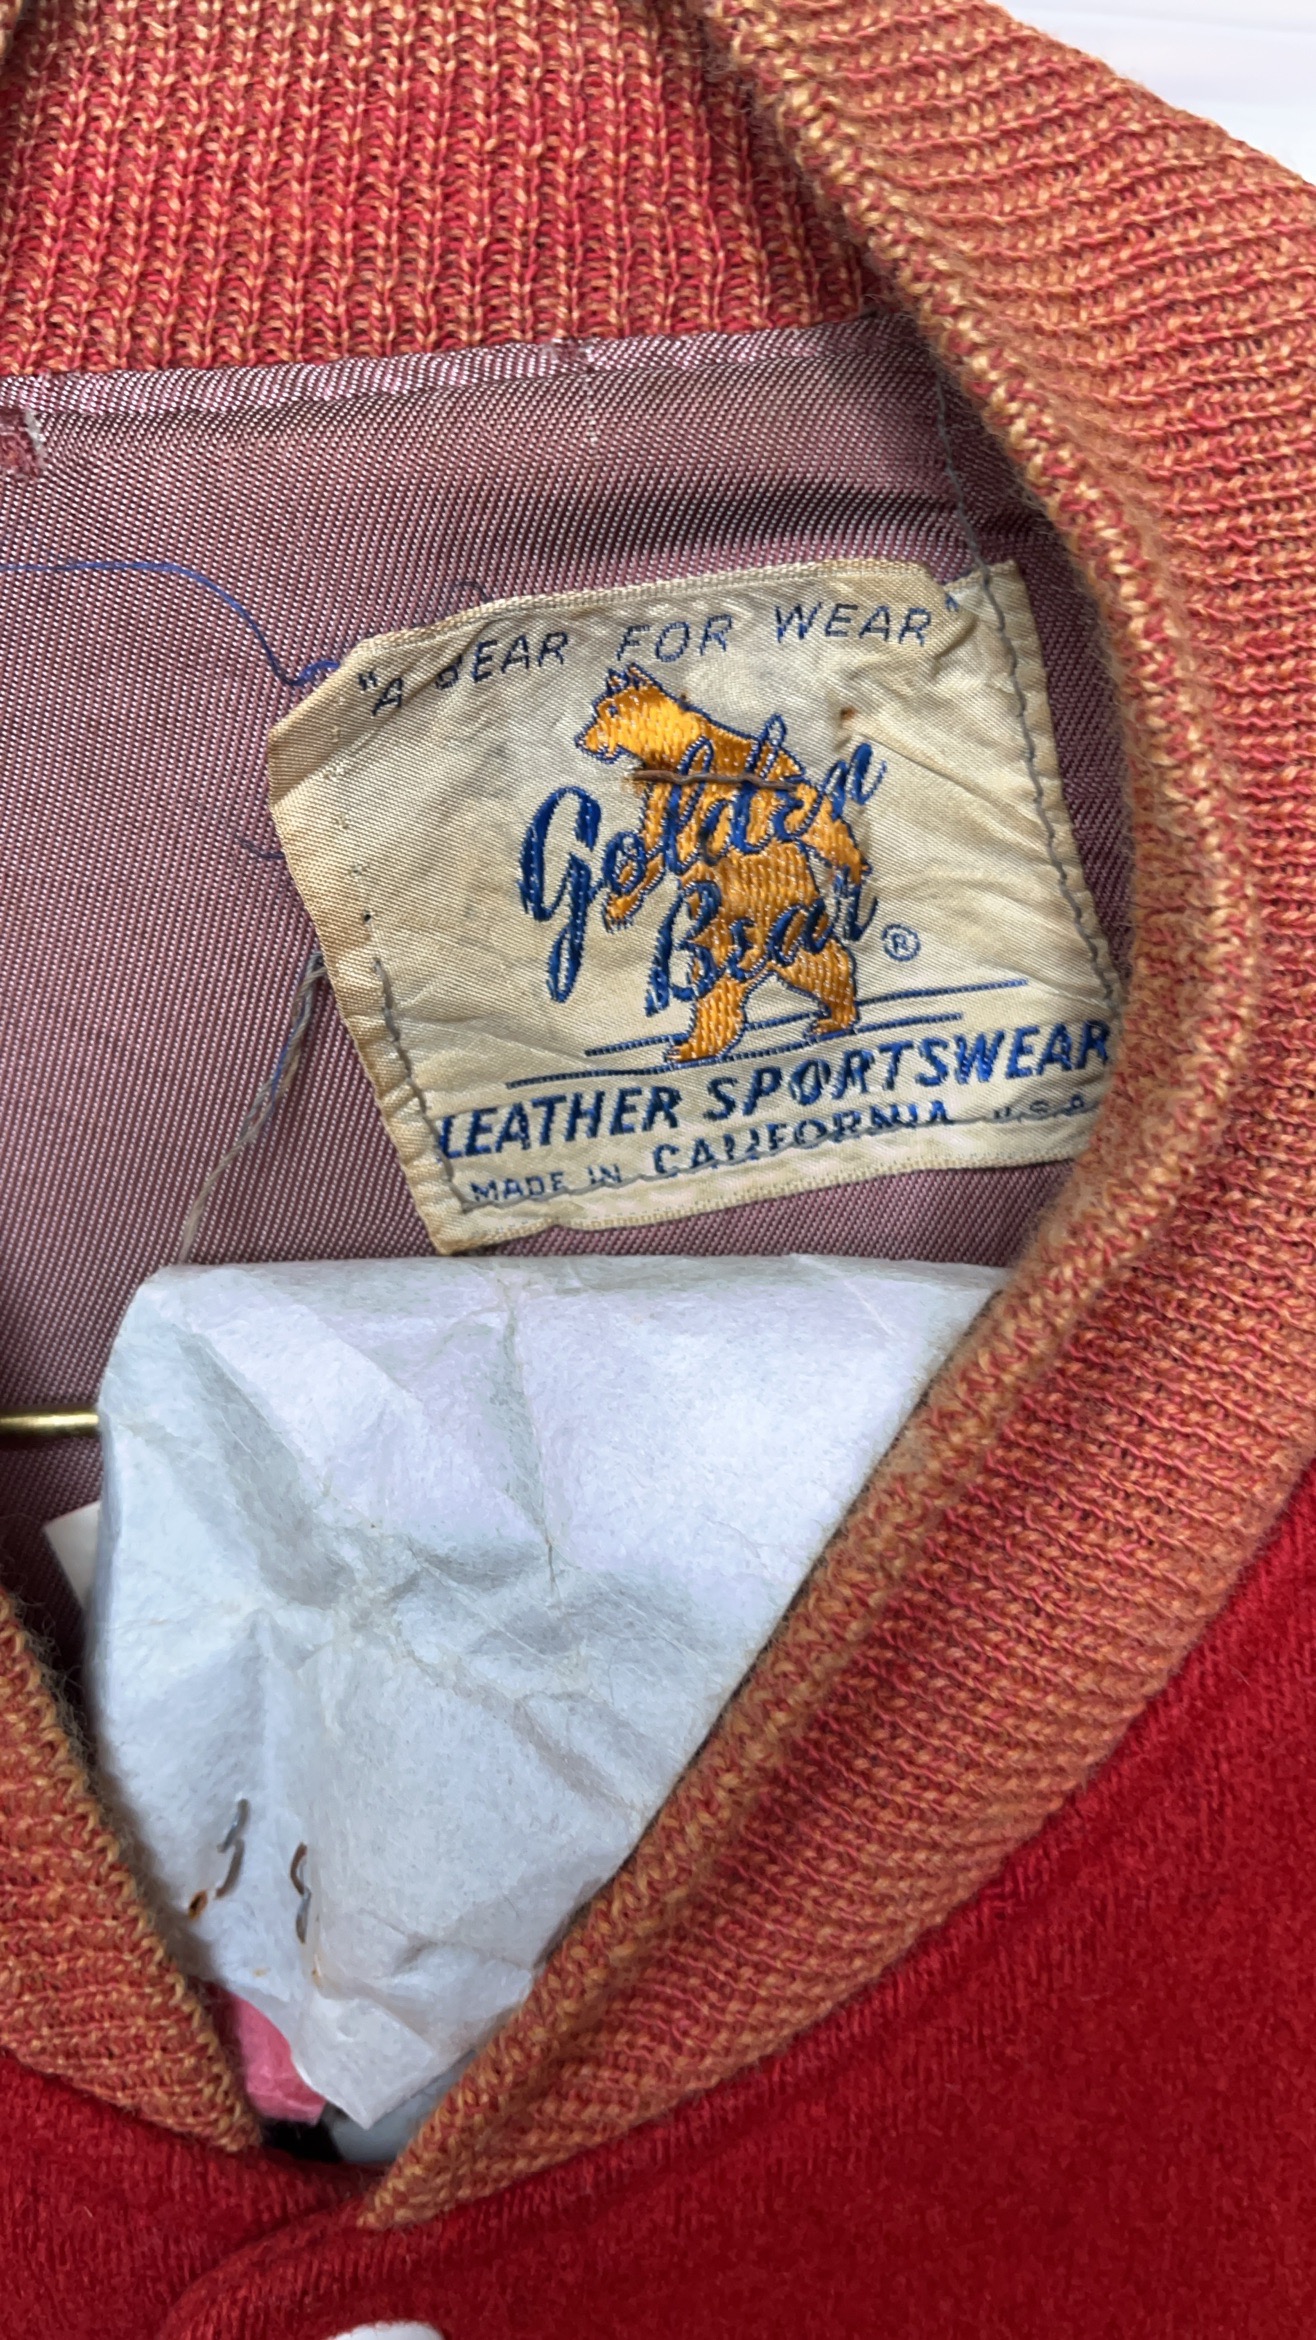 "A BEAR FOR WEAR"
Golden
Bear ®
LEATHER SPORTSWEAR
MADE IN CALIFORNIA U.S.A.